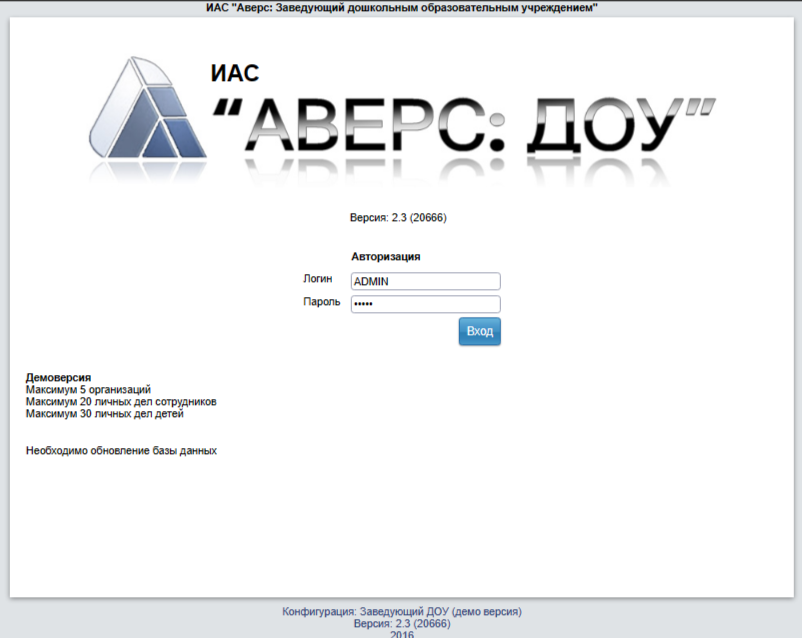 ИАС "Аверс: Заведующий дошкольным образовательным учреждением"
ИАС
“АВЕРС: ДОУ”
Версия: 2.3 (20666)
Авторизация
Логин ADMIN
Пароль •••••
Вход
Демоверсия
Максимум 5 организаций
Максимум 20 личных дел сотрудников
Максимум 30 личных дел детей
Необходимо обновление базы данных
Конфигурация: Заведующий ДОУ (демо версия)
Версия: 2.3 (20666)
2016